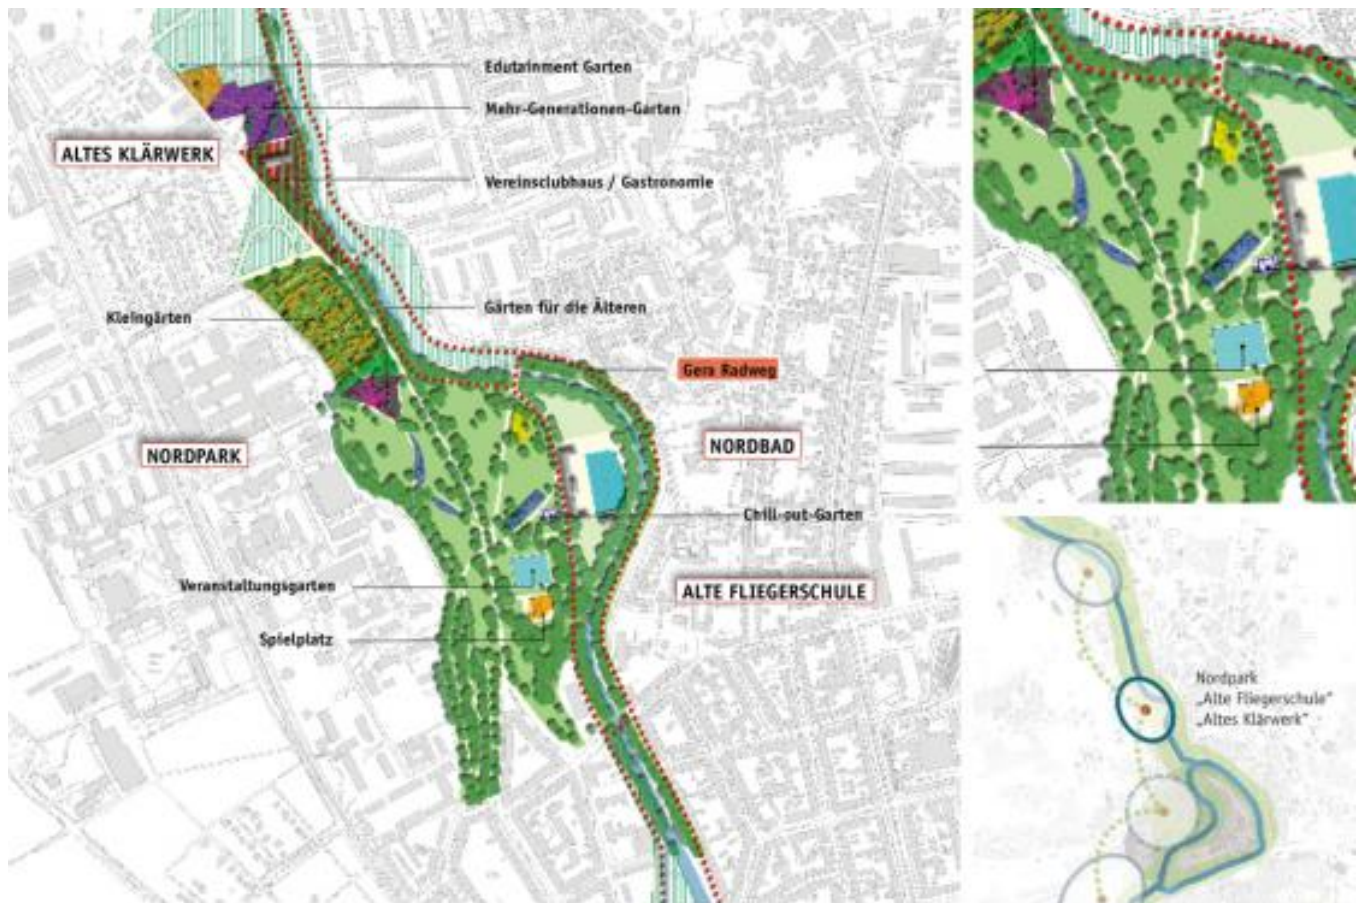 Edutainment Garten
Mehr-Generationen-Garten
ALTES KLÄRWERK
Vereinsclubhaus / Gastronomie
Gärten für die Älteren
Kleingärten
Gera Radweg
NORDPARK
NORDBAD
Chill-out-Garten
Veranstaltungsgarten
ALTE FLIEGERSCHULE
Spielplatz
Nordpark
„Alte Fliegerschule“
„Altes Klärwerk“